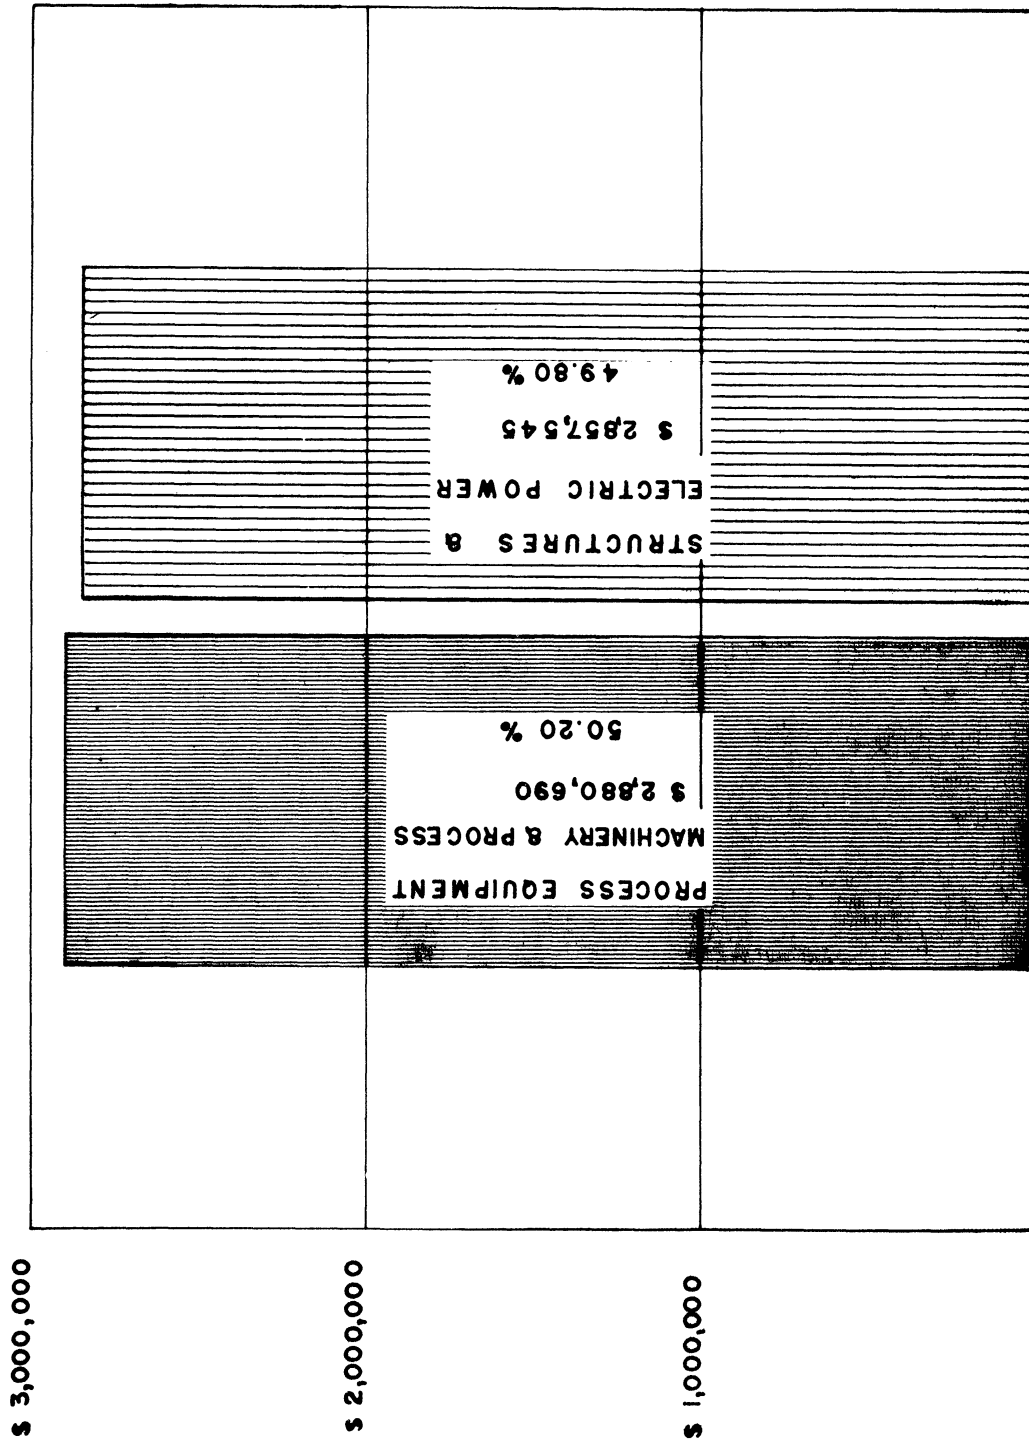 $ 3,000,000
$ 2,000,000
$ 1,000,000
PROCESS EQUIPMENT
MACHINERY & PROCESS
$ 2,880,690
50.20 %
STRUCTURES &
ELECTRIC POWER
$ 2,857,545
49.80 %